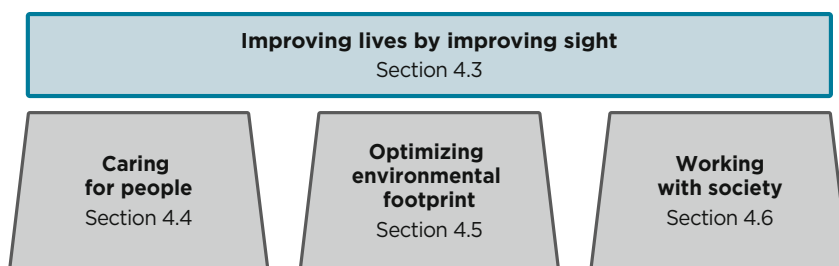 Improving lives by improving sight
Section 4.3
Caring
for people
Section 4.4
Optimizing
environmental
footprint
Section 4.5
Working
with society
Section 4.6